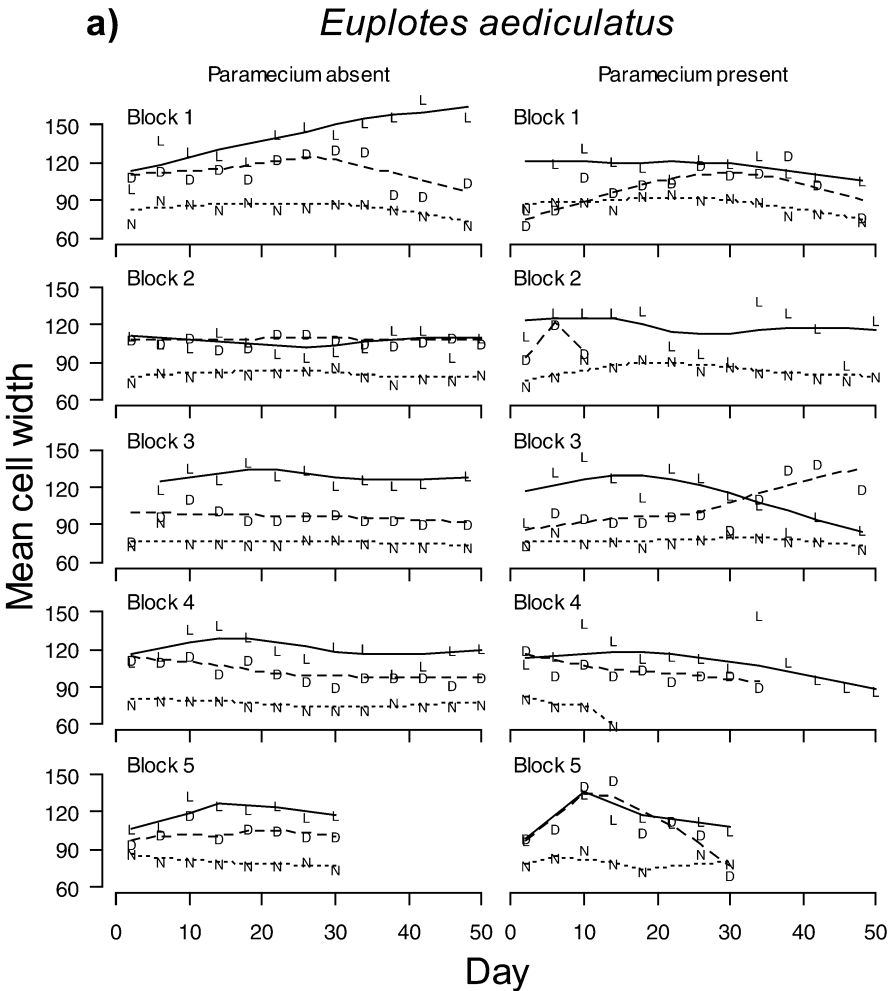 a) Euplotes aediculatus
Paramecium absent Paramecium present
Block 1 Block 1
150
120
90
60
Block 2 Block 2
150
120
90
60
Block 3 Block 3
150
120
90
60
Block 4 Block 4
150
120
90
60
Block 5 Block 5
150
120
90
60
Mean cell width
0 10 20 30 40 50 0 10 20 30 40 50
Day